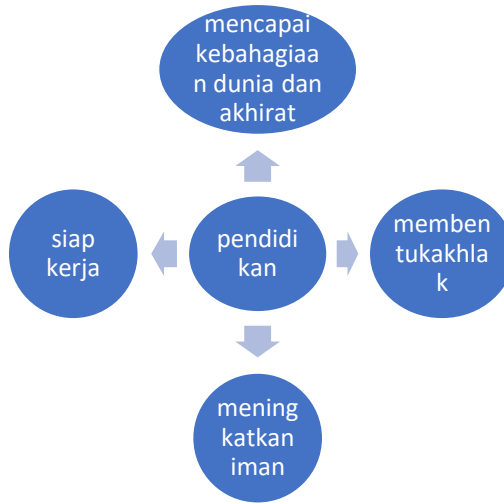 mencapai
kebahagiaa
n dunia dan
akhirat
siap
kerja
pendidi
kan
memben
tukakhla
k
mening
katkan
iman